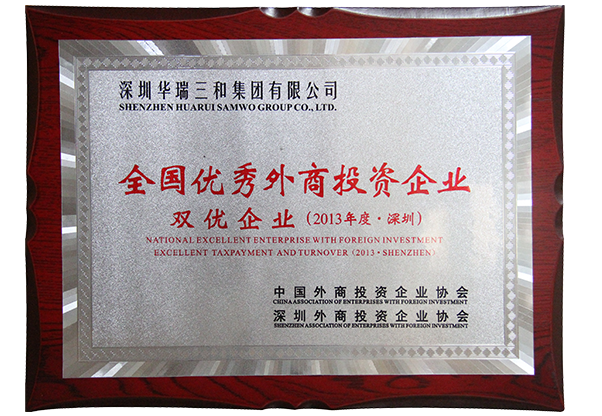 深圳华瑞三和集团有限公司
SHENZHEN HUARUI SAMWO GROUP CO., LTD.
全国优秀外商投资企业
双优企业（2013年度·深圳）
NATIONAL EXCELLENT ENTERPRISE WITH FOREIGN INVESTMENT
EXCELLENT TAXPAYMENT AND TURNOVER (2013·SHENZHEN)
中国外商投资企业协会
CHINA ASSOCIATION OF ENTERPRISES WITH FOREIGN INVESTMENT
深圳外商投资企业协会
SHENZHEN ASSOCIATION OF ENTERPRISES WITH FOREIGN INVESTMENT